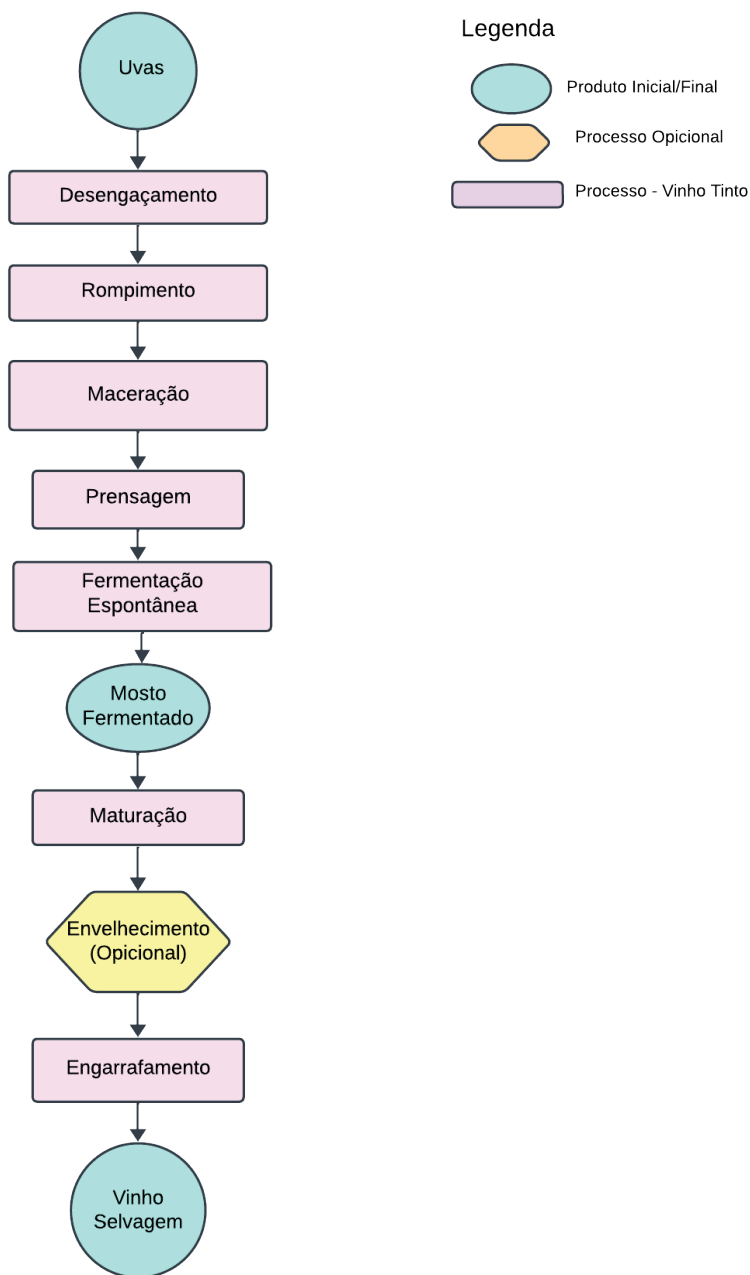 Legenda
Produto Inicial/Final
Processo Opicional
Processo - Vinho Tinto
Uvas
Desengaçamento
Rompimento
Maceração
Prensagem
Fermentação
Espontânea
Mosto
Fermentado
Maturação
Envelhecimento
(Opicional)
Engarrafamento
Vinho
Selvagem